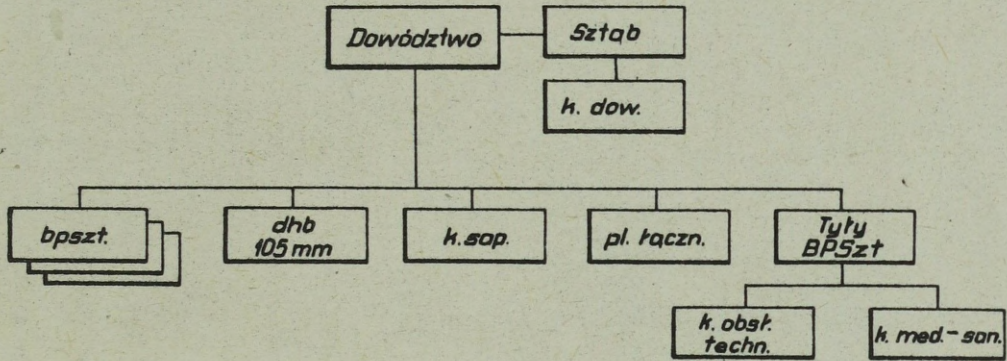 Dowództwo
Sztab
k. dow.
bpszt.
dhb
105 mm
k. sap.
pl. łączn.
Tyły
BPSzt
k. obsł.
techn.
k. med.-san.